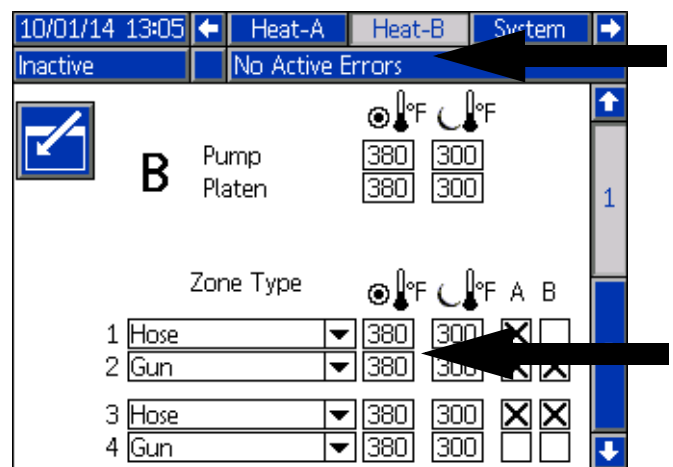 10/01/14 13:05 Heat-A Heat-B System
Inactive No Active Errors
°F °F
B Pump 380 300
Platen 380 300
1
Zone Type °F °F A B
1 Hose 380 300
2 Gun 380 300
3 Hose 380 300
4 Gun 380 300